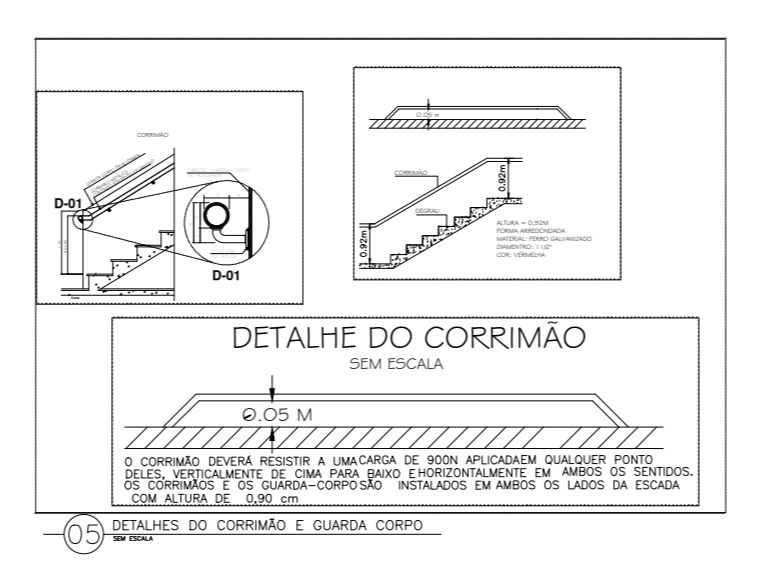 CORRIMÃO
D-01
D-01
0.05 m
CORRIMÃO
DEGRAU
0.92m
0.92m
ALTURA = 0,92M
FORMA ARREDONDADA
MATERIAL: FERRO GALVANIZADO
DIAMENTRO: 1 1/2"
COR: VERMELHA
DETALHE DO CORRIMÃO
SEM ESCALA
0.05 M
O CORRIMÃO DEVERÁ RESISTIR A UMA CARGA DE 900N APLICADAEM QUALQUER PONTO
DELES, VERTICALMENTE DE CIMA PARA BAIXO E HORIZONTALMENTE EM AMBOS OS SENTIDOS.
OS CORRIMÃOS E OS GUARDA-CORPO SÃO INSTALADOS EM AMBOS OS LADOS DA ESCADA
COM ALTURA DE 0,90 cm
05
DETALHES DO CORRIMÃO E GUARDA CORPO
SEM ESCALA